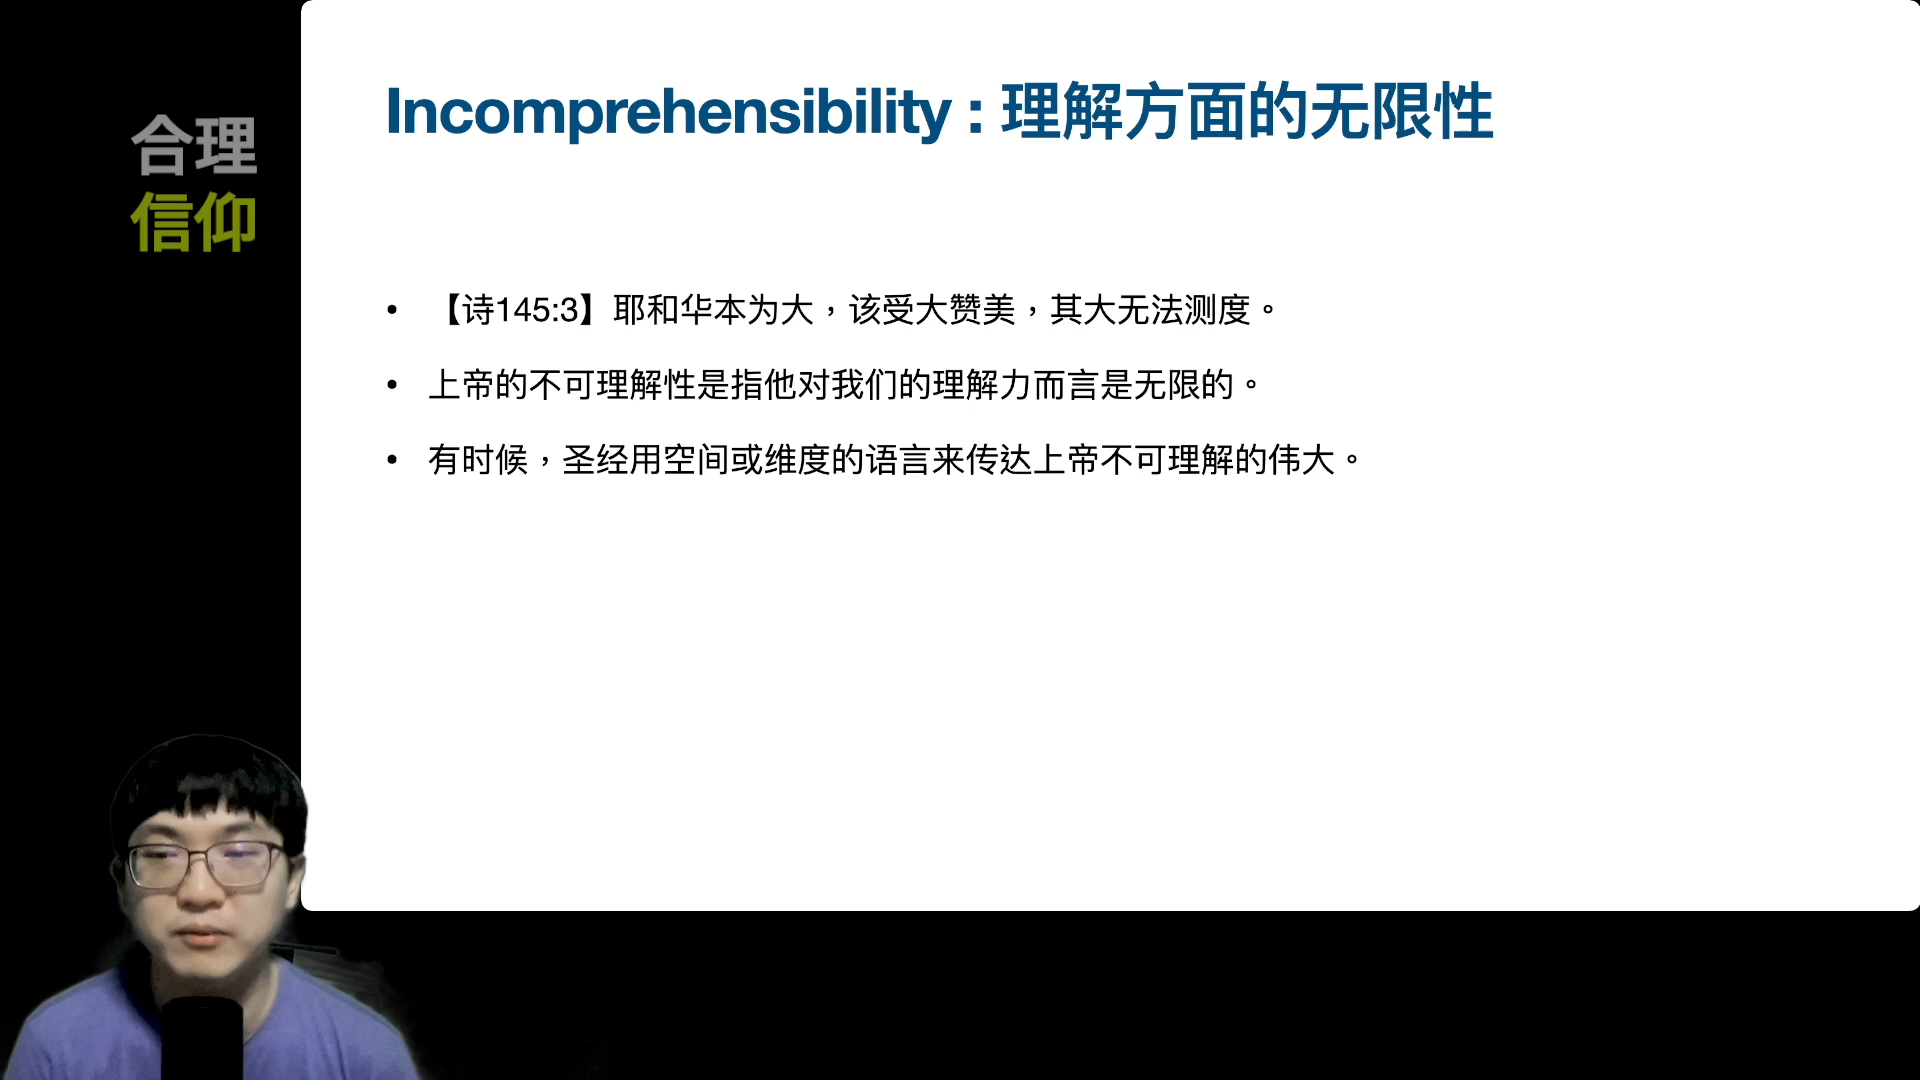 合理
信仰
Incomprehensibility : 理解方面的无限性
• 【诗145:3】耶和华本为大，该受大赞美，其大无法测度。
• 上帝的不可理解性是指他对我们的理解力而言是无限的。
• 有时候，圣经用空间或维度的语言来传达上帝不可理解的伟大。